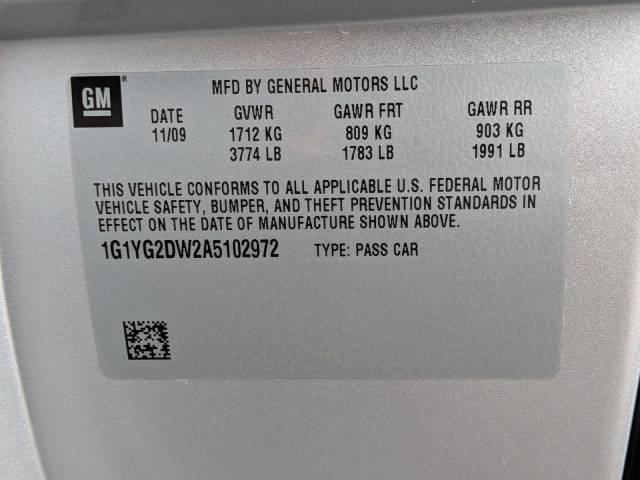 GM ®
MFD BY GENERAL MOTORS LLC
DATE GVWR GAWR FRT GAWR RR
11/09 1712 KG 809 KG 903 KG
3774 LB 1783 LB 1991 LB
THIS VEHICLE CONFORMS TO ALL APPLICABLE U.S. FEDERAL MOTOR
VEHICLE SAFETY, BUMPER, AND THEFT PREVENTION STANDARDS IN
EFFECT ON THE DATE OF MANUFACTURE SHOWN ABOVE.
1G1YG2DW2A5102972 TYPE: PASS CAR